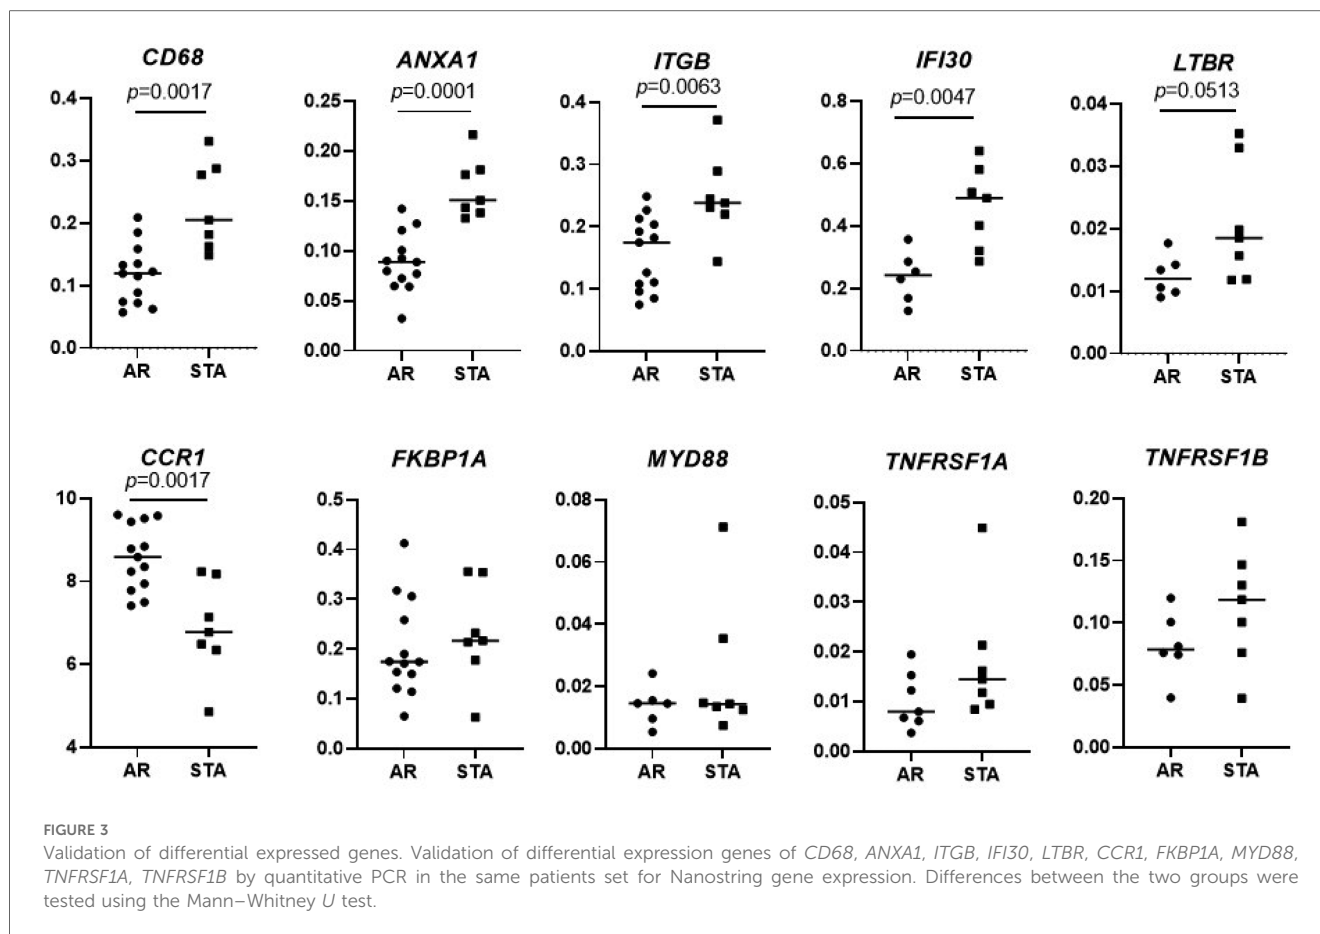 CD68
p=0.0017
0.4
0.3
0.2
0.1
0.0
AR STA
ANXA1
p=0.0001
0.25
0.20
0.15
0.10
0.05
0.00
AR STA
ITGB
p=0.0063
0.4
0.3
0.2
0.1
0.0
AR STA
IFI30
p=0.0047
0.8
0.6
0.4
0.2
0.0
AR STA
LTBR
p=0.0513
0.04
0.03
0.02
0.01
0.00
AR STA
CCR1
p=0.0017
10
8
6
4
AR STA
FKBP1A
0.5
0.4
0.3
0.2
0.1
0.0
AR STA
MYD88
0.08
0.06
0.04
0.02
0.00
AR STA
TNFRSF1A
0.05
0.04
0.03
0.02
0.01
0.00
AR STA
TNFRSF1B
0.20
0.15
0.10
0.05
0.00
AR STA
FIGURE 3
Validation of differential expressed genes. Validation of differential expression genes of CD68, ANXA1, ITGB, IFI30, LTBR, CCR1, FKBP1A, MYD88,
TNFRSF1A, TNFRSF1B by quantitative PCR in the same patients set for Nanostring gene expression. Differences between the two groups were
tested using the Mann–Whitney U test.